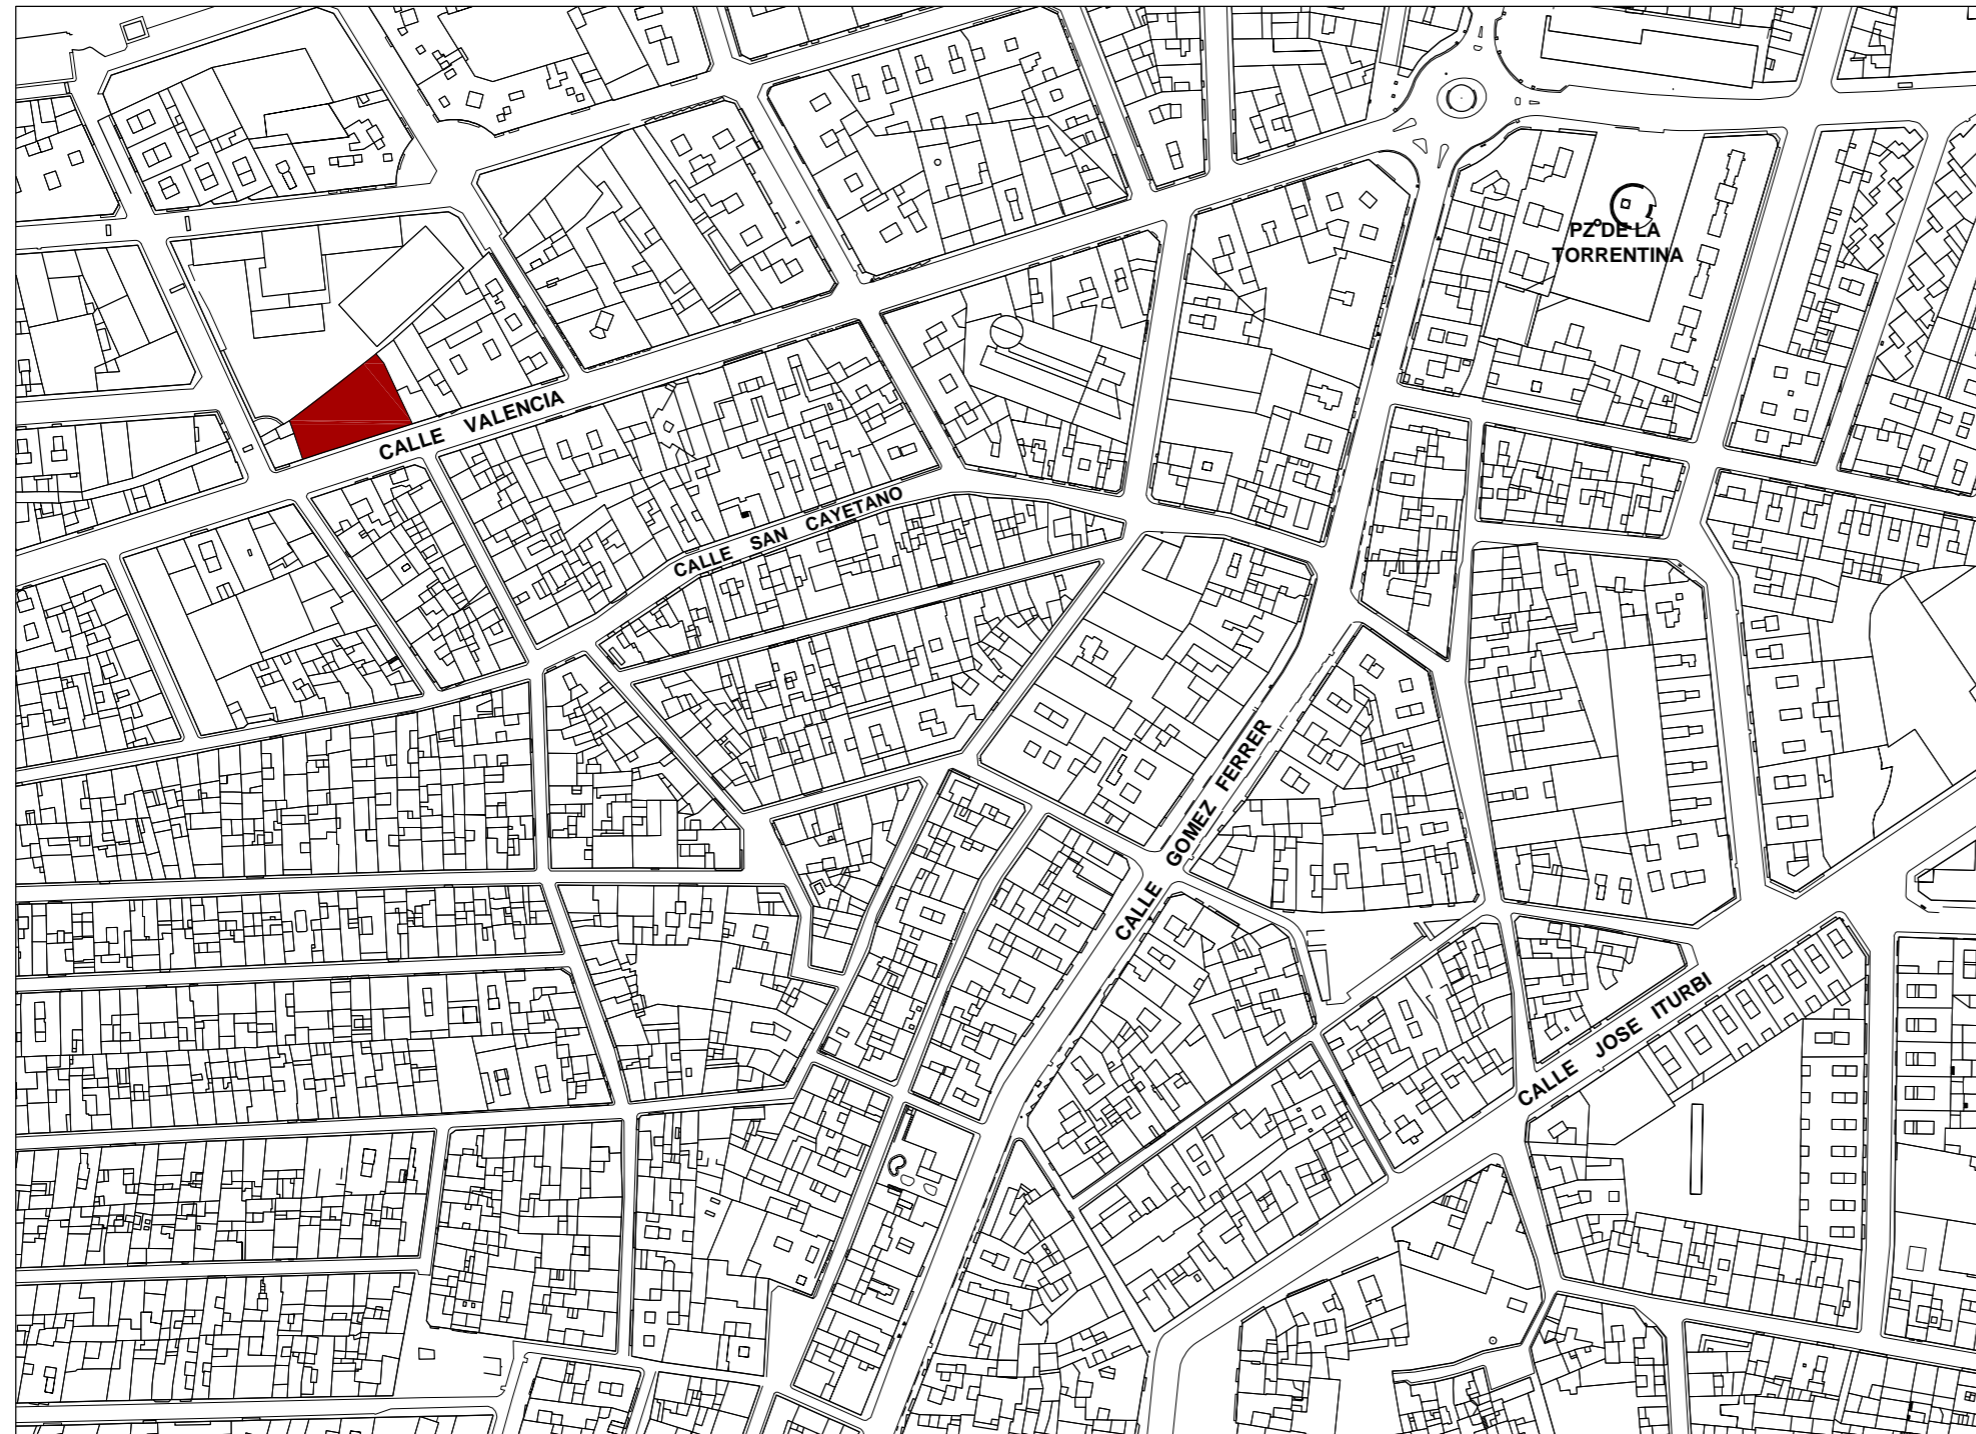 PZ DE LA
TORRENTINA
CALLE VALENCIA
CALLE SAN CAYETANO
CALLE GOMEZ FERRER
CALLE JOSE ITURBI